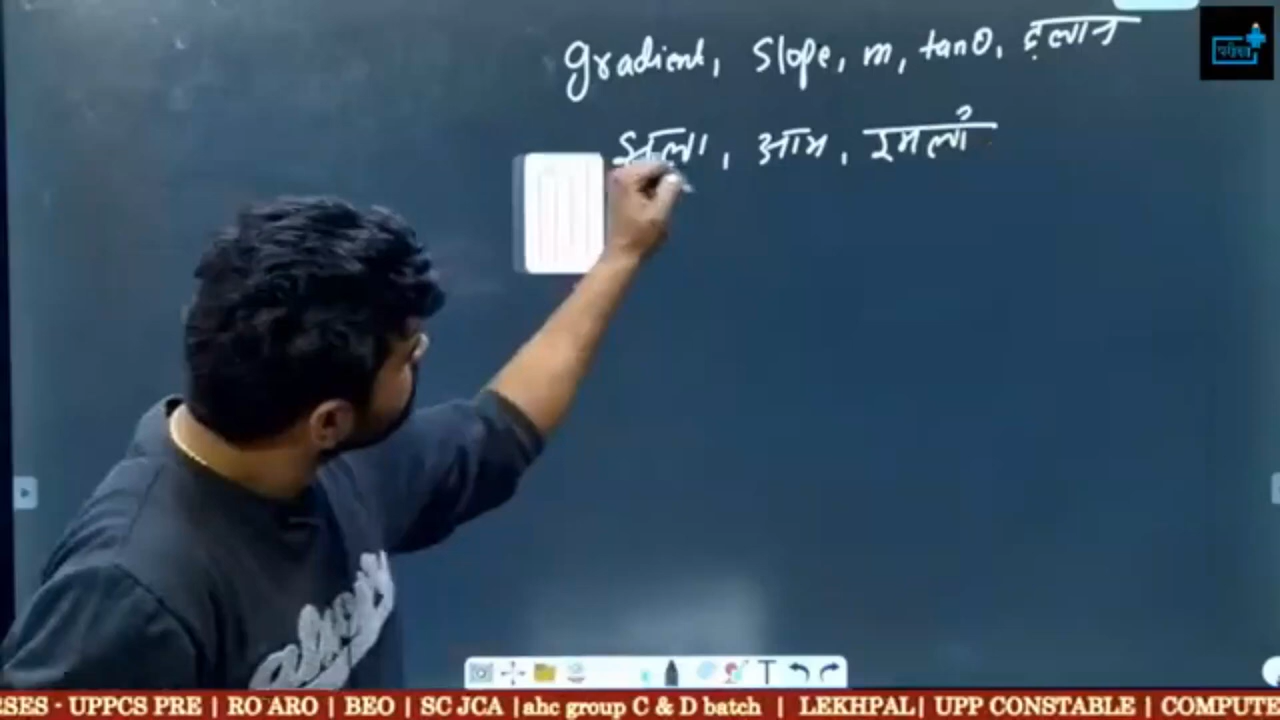 gradient, slope, m, tanθ, ढलान
आम,
परीक्षा
T
SES - UPPCS PRE | RO ARO | BEO | SC JCA |ahc group C & D batch | LEKHPAL| UPP CONSTABLE | COMPUTE